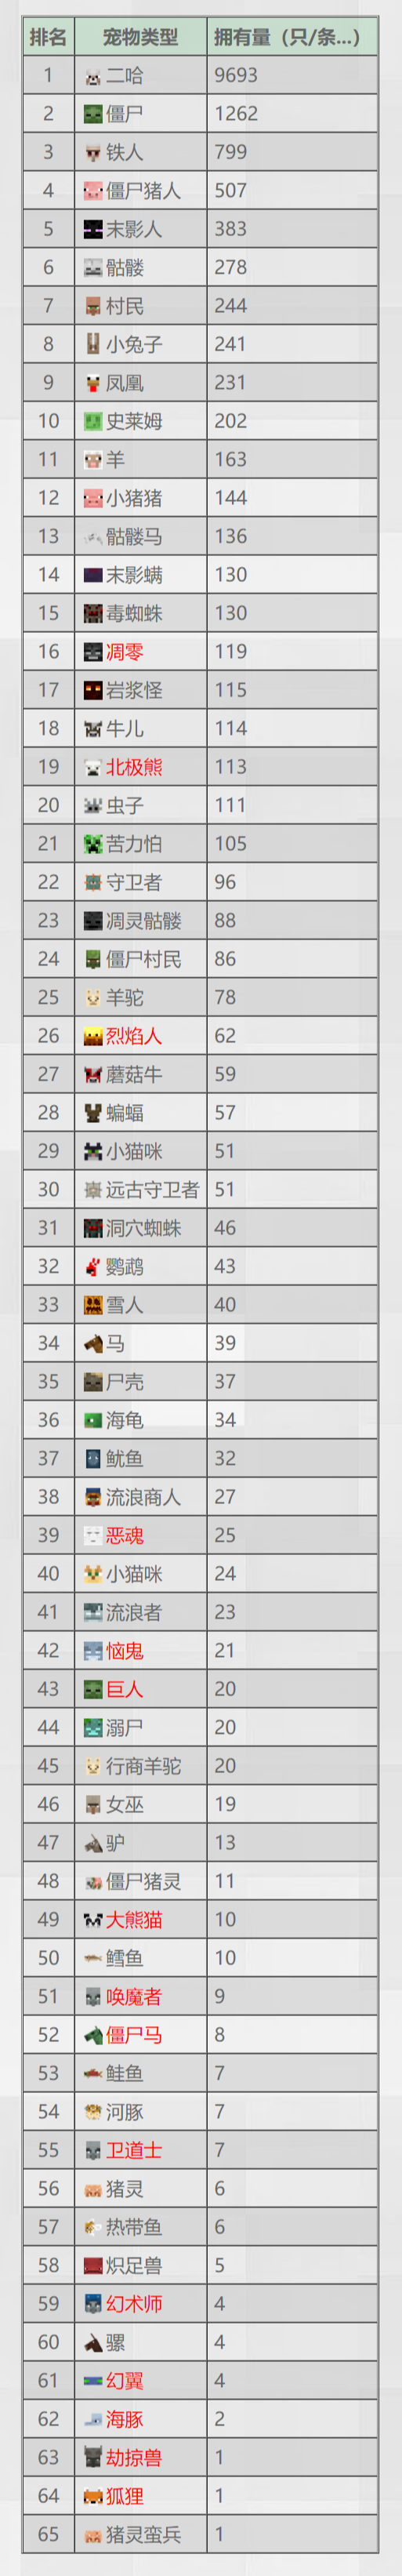 排名 宠物类型 拥有量（只/条...）
1 二哈 9693
2 僵尸 1262
3 铁人 799
4 僵尸猪人 507
5 末影人 383
6 骷髅 278
7 村民 244
8 小兔子 241
9 凤凰 231
10 史莱姆 202
11 羊 163
12 小猪猪 144
13 骷髅马 136
14 末影螨 130
15 毒蜘蛛 130
16 凋零 119
17 岩浆怪 115
18 牛儿 114
19 北极熊 113
20 虫子 111
21 苦力怕 105
22 守卫者 96
23 凋灵骷髅 88
24 僵尸村民 86
25 羊驼 78
26 烈焰人 62
27 蘑菇牛 59
28 蝙蝠 57
29 小猫咪 51
30 远古守卫者 51
31 洞穴蜘蛛 46
32 鹦鹉 43
33 雪人 40
34 马 39
35 尸壳 37
36 海龟 34
37 鱿鱼 32
38 流浪商人 27
39 恶魂 25
40 小猫咪 24
41 流浪者 23
42 恼鬼 21
43 巨人 20
44 溺尸 20
45 行商羊驼 20
46 女巫 19
47 驴 13
48 僵尸猪灵 11
49 大熊猫 10
50 鳕鱼 10
51 唤魔者 9
52 僵尸马 8
53 鲑鱼 7
54 河豚 7
55 卫道士 7
56 猪灵 6
57 热带鱼 6
58 炽足兽 5
59 幻术师 4
60 骡 4
61 幻翼 4
62 海豚 2
63 劫掠兽 1
64 狐狸 1
65 猪灵蛮兵 1